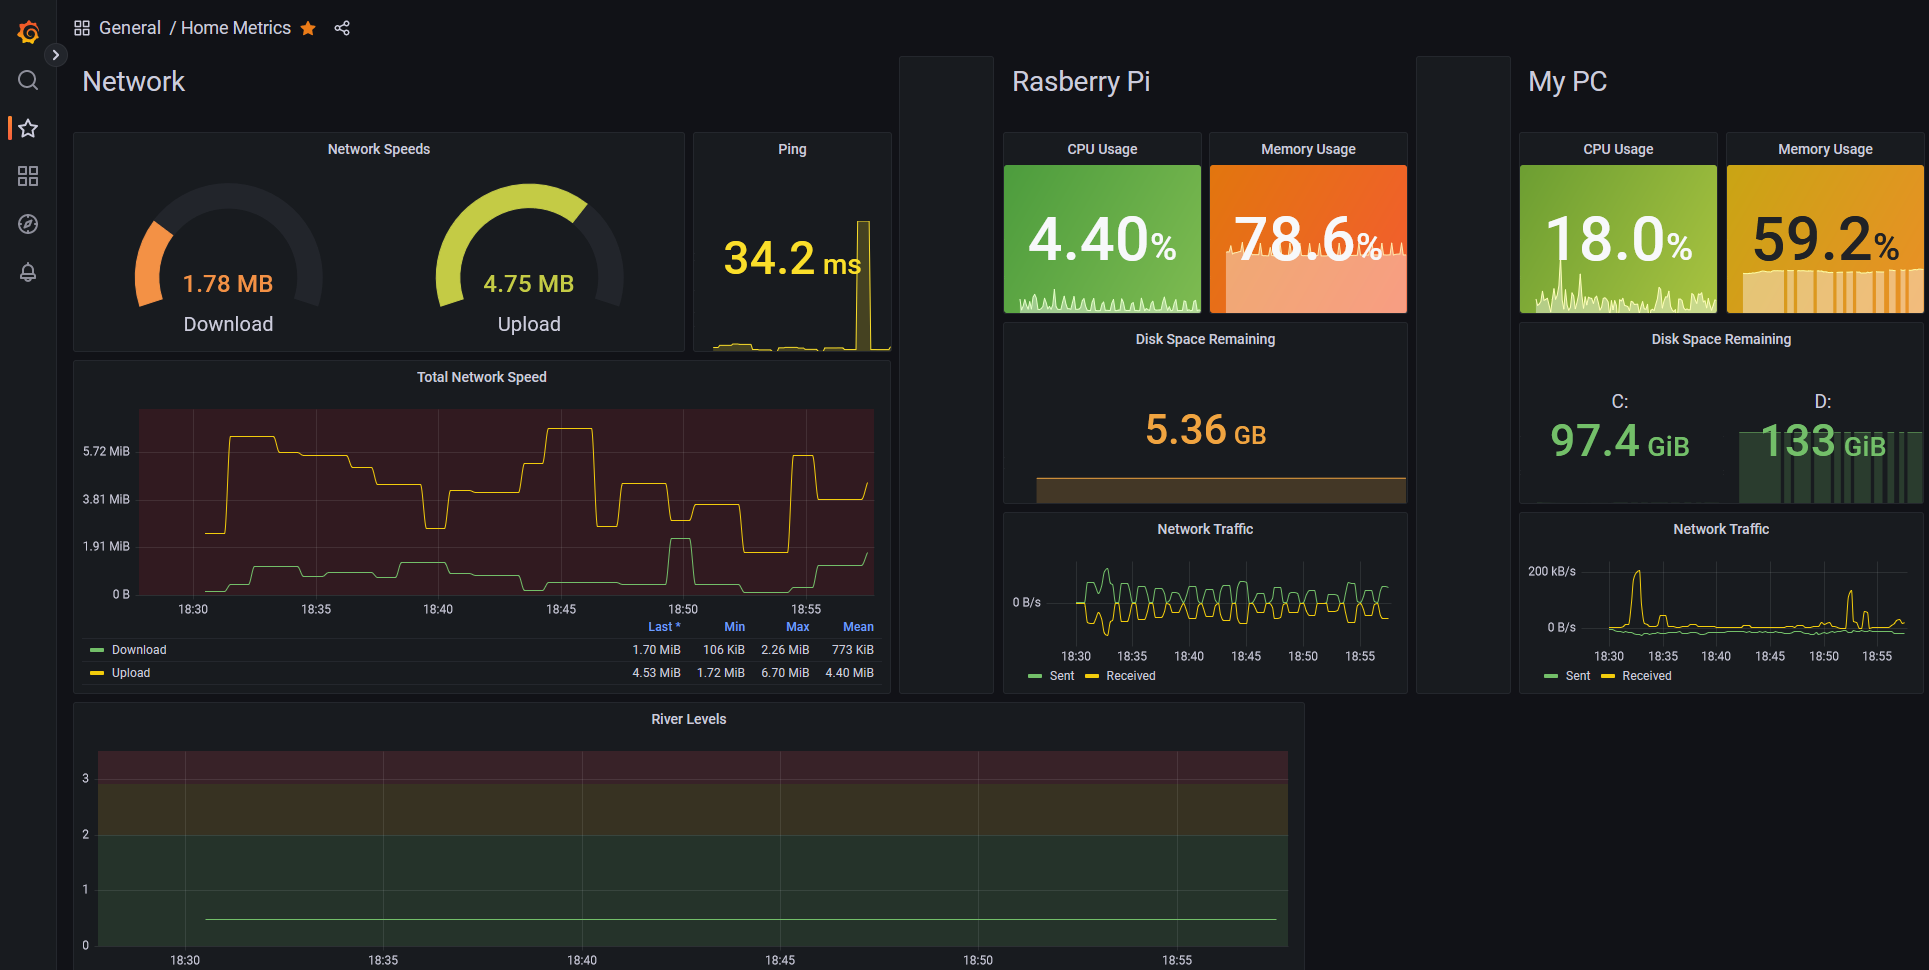 General / Home Metrics
Network
Rasberry Pi
My PC
Network Speeds
1.78 MB
Download
4.75 MB
Upload
Ping
34.2 ms
Total Network Speed
5.72 MiB
3.81 MiB
1.91 MiB
0 B
18:30 18:35 18:40 18:45 18:50 18:55
Last * Min Max Mean
Download 1.70 MiB 106 KiB 2.26 MiB 773 KiB
Upload 4.53 MiB 1.72 MiB 6.70 MiB 4.40 MiB
CPU Usage
4.40%
Memory Usage
78.6%
Disk Space Remaining
5.36 GB
Network Traffic
0 B/s
18:30 18:35 18:40 18:45 18:50 18:55
Sent Received
CPU Usage
18.0%
Memory Usage
59.2%
Disk Space Remaining
C:
97.4 GiB
D:
133 GiB
Network Traffic
200 kB/s
0 B/s
18:30 18:35 18:40 18:45 18:50 18:55
Sent Received
River Levels
3
2
1
0
18:30 18:35 18:40 18:45 18:50 18:55